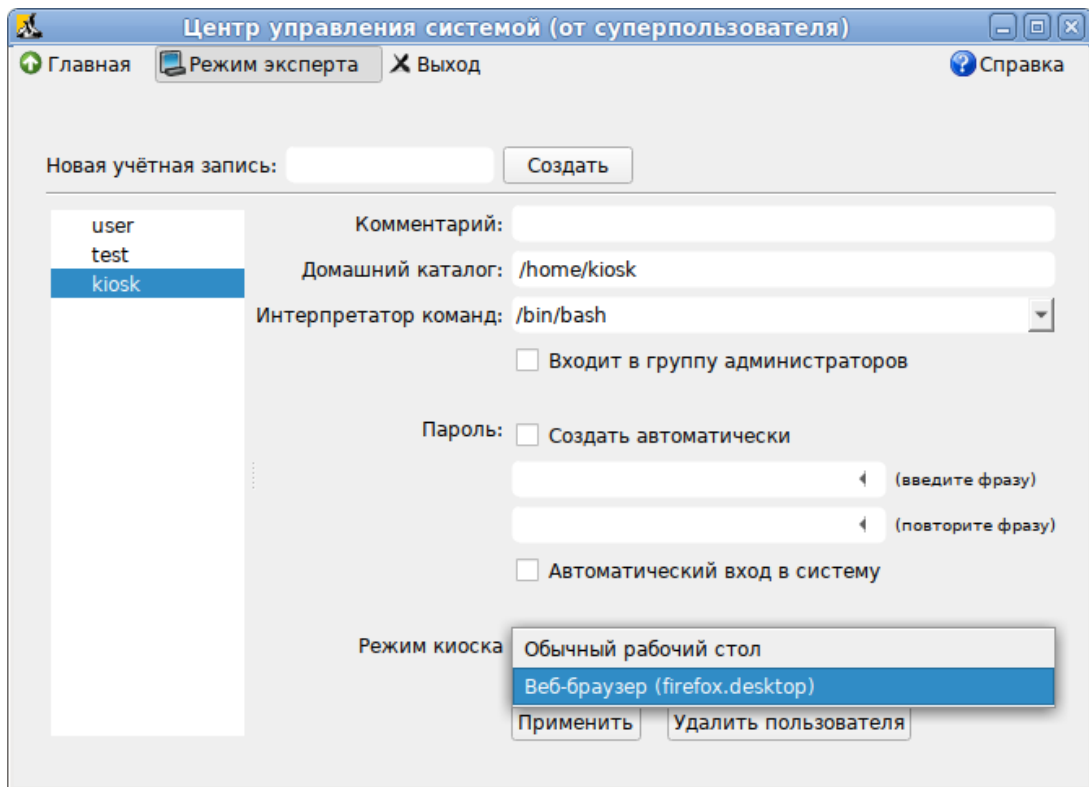 Центр управления системой (от суперпользователя)
Главная Режим эксперта Выход Справка
Новая учётная запись: Создать
user
test
kiosk
Комментарий:
Домашний каталог: /home/kiosk
Интерпретатор команд: /bin/bash
Входит в группу администраторов
Пароль: Создать автоматически
(введите фразу)
(повторите фразу)
Автоматический вход в систему
Режим киоска Обычный рабочий стол
Веб-браузер (firefox.desktop)
Применить Удалить пользователя